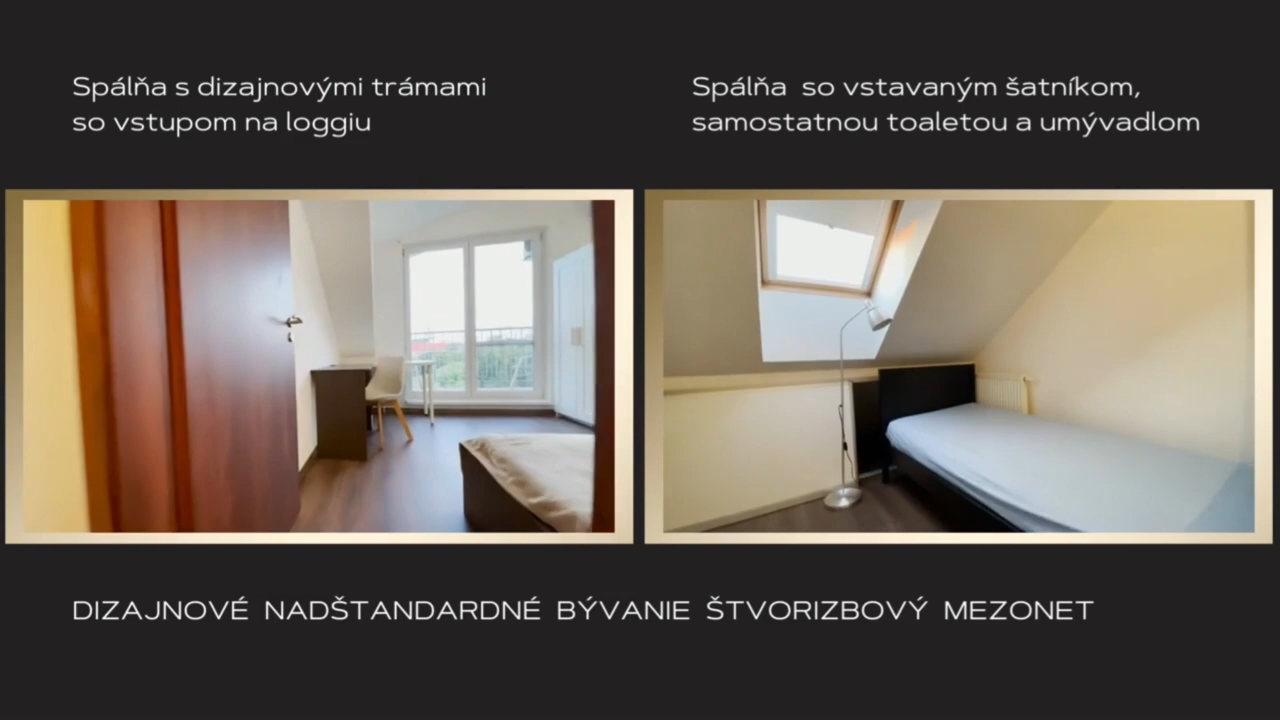 Spálňa s dizajnovými trámami
so vstupom na loggiu
Spálňa so vstavaným šatníkom,
samostatnou toaletou a umývadlom
DIZAJNOVÉ NADŠTANDARDNÉ BÝVANIE ŠTVORIZBOVÝ MEZONET